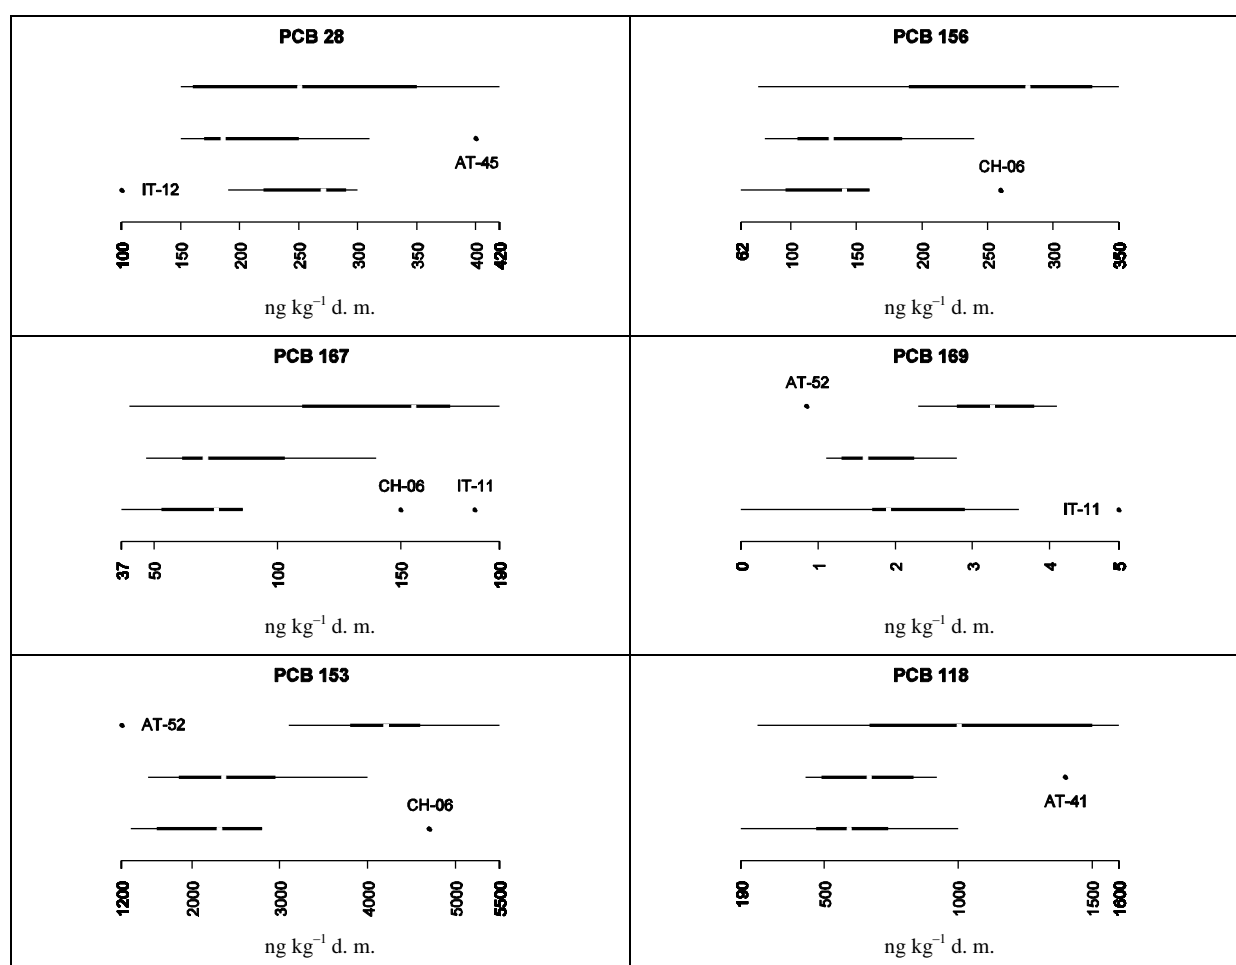 PCB 28
AT-45
IT-12
100 150 200 250 300 350 400 420
ng kg⁻¹ d. m.
PCB 156
CH-06
62 100 150 200 250 300 350
ng kg⁻¹ d. m.
PCB 167
CH-06 IT-11
37 50 100 150 190
ng kg⁻¹ d. m.
PCB 169
AT-52
IT-11
0 1 2 3 4 5
ng kg⁻¹ d. m.
PCB 153
AT-52
CH-06
1200 2000 3000 4000 5000 5500
ng kg⁻¹ d. m.
PCB 118
AT-41
190 500 1000 1500 1600
ng kg⁻¹ d. m.